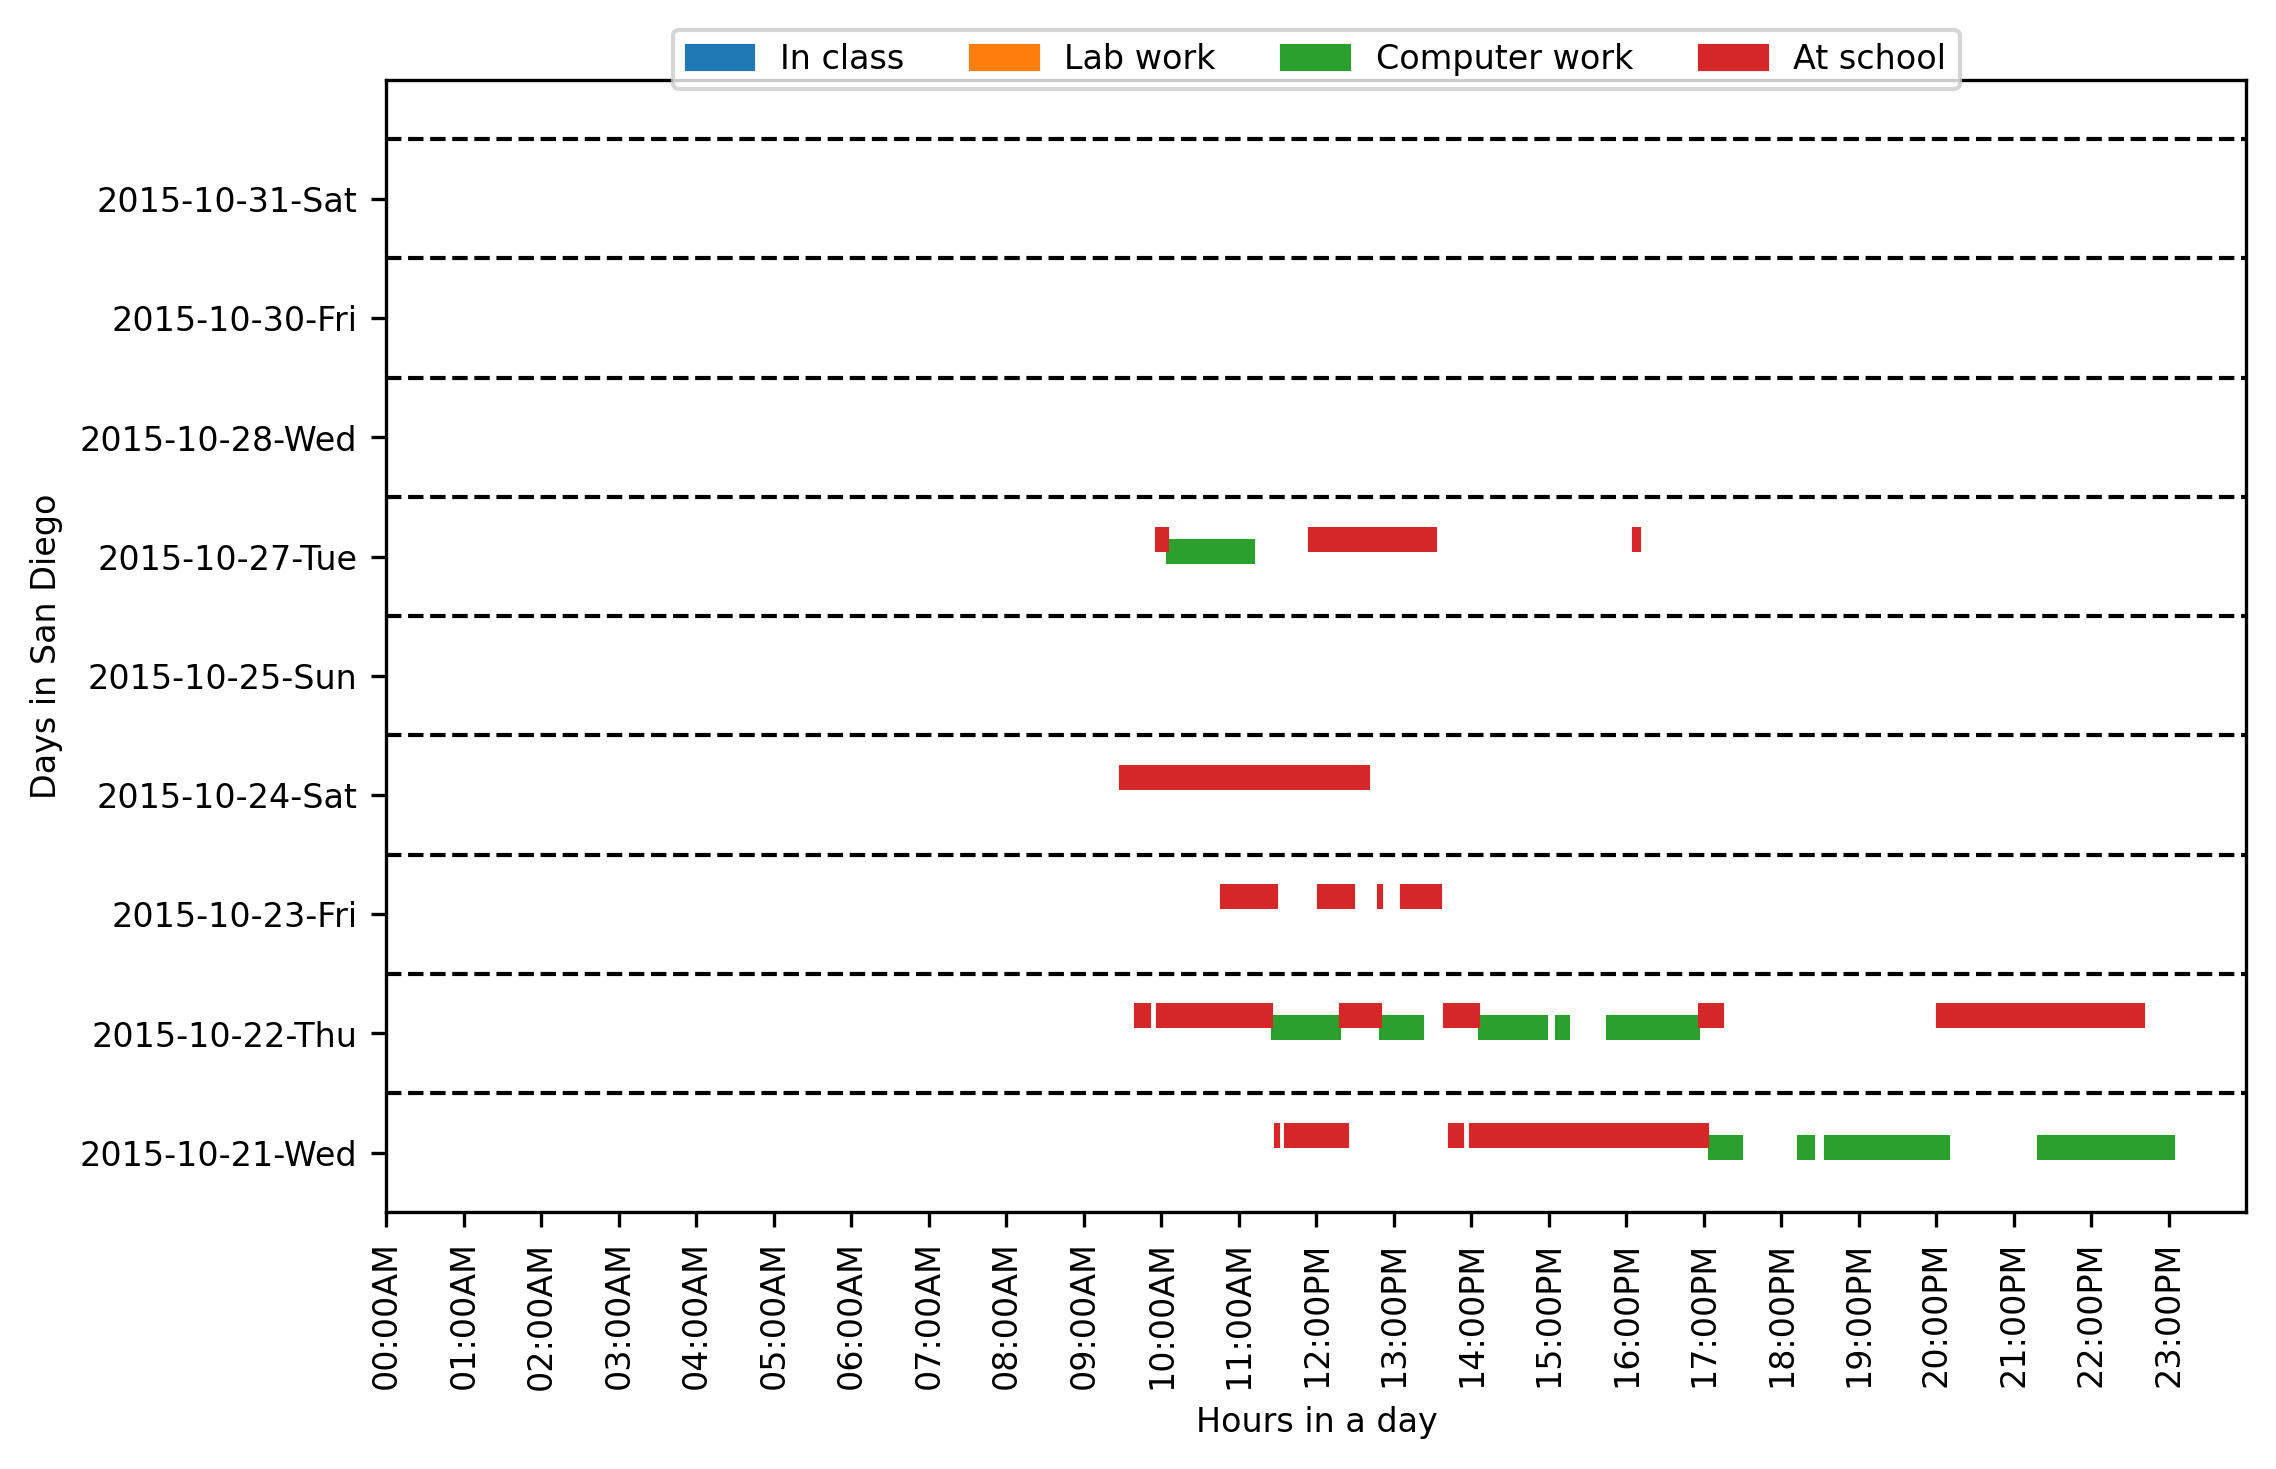 In class Lab work Computer work At school
2015-10-31-Sat
2015-10-30-Fri
2015-10-28-Wed
2015-10-27-Tue
2015-10-25-Sun
2015-10-24-Sat
2015-10-23-Fri
2015-10-22-Thu
2015-10-21-Wed
Days in San Diego
00:00AM
01:00AM
02:00AM
03:00AM
04:00AM
05:00AM
06:00AM
07:00AM
08:00AM
09:00AM
10:00AM
11:00AM
12:00PM
13:00PM
14:00PM
15:00PM
16:00PM
17:00PM
18:00PM
19:00PM
20:00PM
21:00PM
22:00PM
23:00PM
Hours in a day